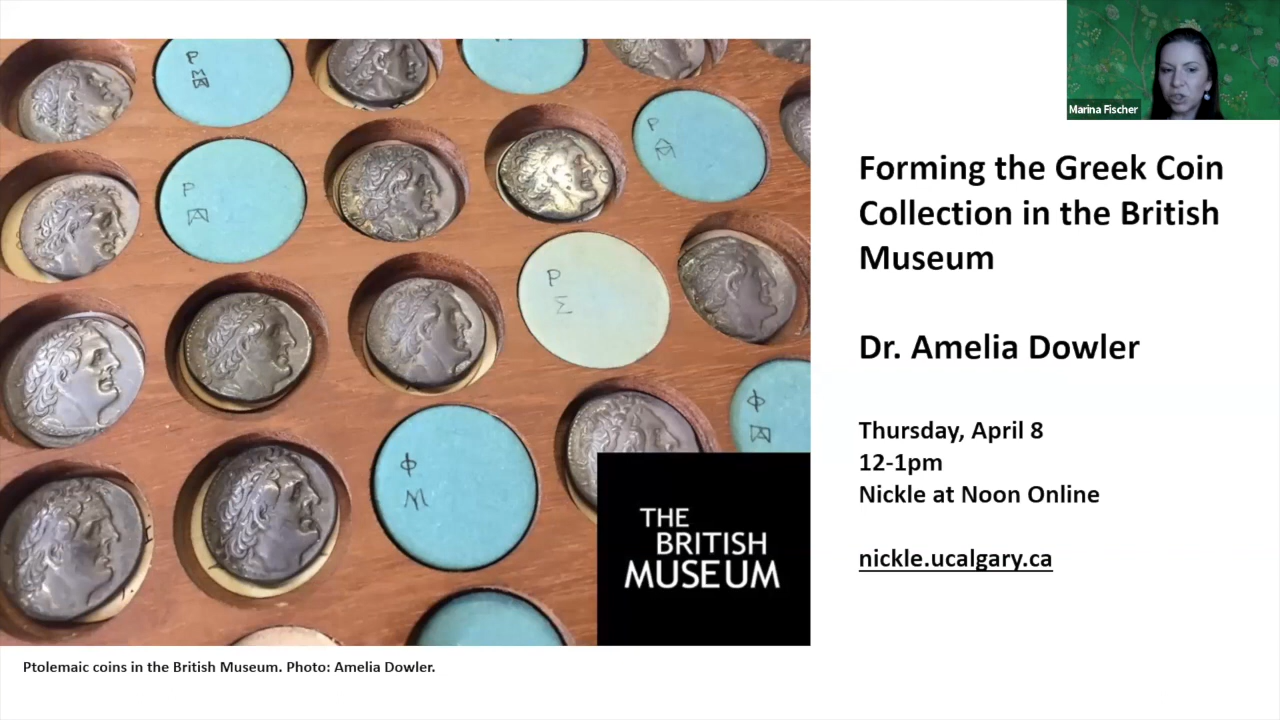 Marina Fischer
Forming the Greek Coin
Collection in the British
Museum
Dr. Amelia Dowler
Thursday, April 8
12-1pm
Nickle at Noon Online
nickle.ucalgary.ca
P
P
P
P
Σ
Φ
Φ
M
THE
BRITISH
MUSEUM
Ptolemaic coins in the British Museum. Photo: Amelia Dowler.